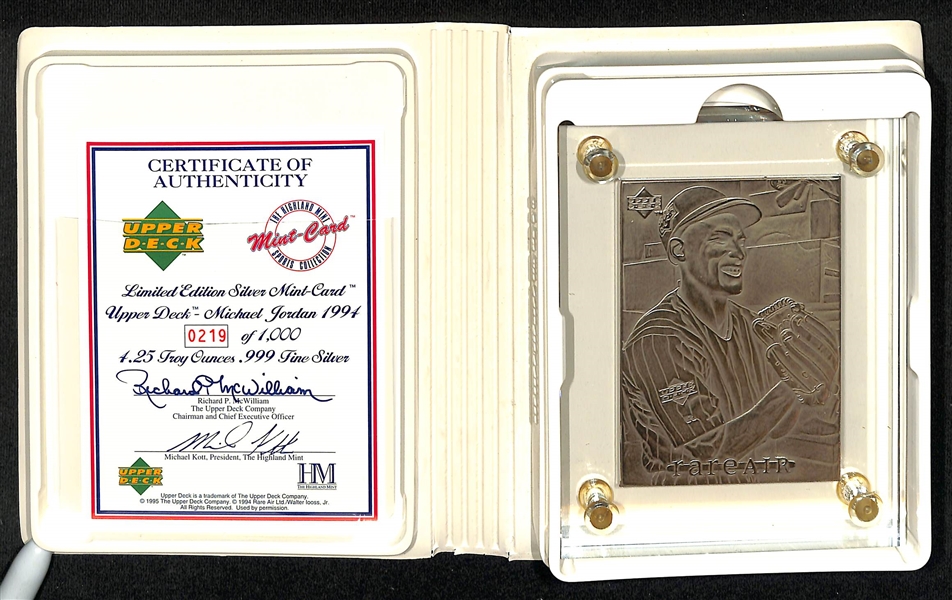 CERTIFICATE OF
AUTHENTICITY
UPPER
D·E·C·K
THE HIGHLAND MINT
Mint-Card
SPORTS COLLECTION
Limited Edition Silver Mint-Card™
Upper Deck™- Michael Jordan 1994
0219 of 1,000
4.25 Troy Ounces .999 Fine Silver
Richard P. McWilliam
Richard P. McWilliam
The Upper Deck Company
Chairman and Chief Executive Officer
Michael Kott, President, The Highland Mint
UPPER
D·E·C·K
HM
THE HIGHLAND MINT
Upper Deck is a trademark of The Upper Deck Company.
© 1995 The Upper Deck Company. © 1994 Rare Air Ltd./Walter Iooss, Jr.
All Rights Reserved. Used by permission.
UPPER
DECK
UPPER
DECK
rareAIR